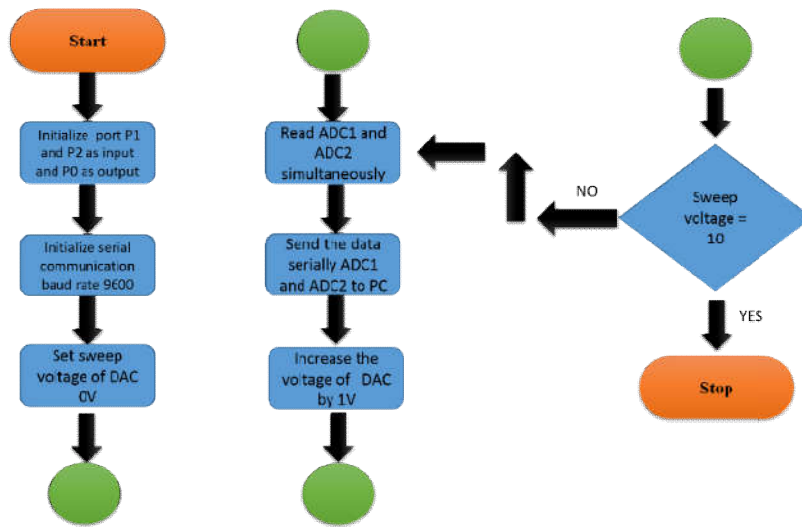 Start
Initialize port P1
and P2 as input
and P0 as output
Initialize serial
communication
baud rate 9600
Set sweep
voltage of DAC
0V
Read ADC1 and
ADC2
simultaneously
Send the data
serially ADC1
and ADC2 to PC
Increase the
voltage of DAC
by 1V
Sweep
voltage =
10
NO
YES
Stop